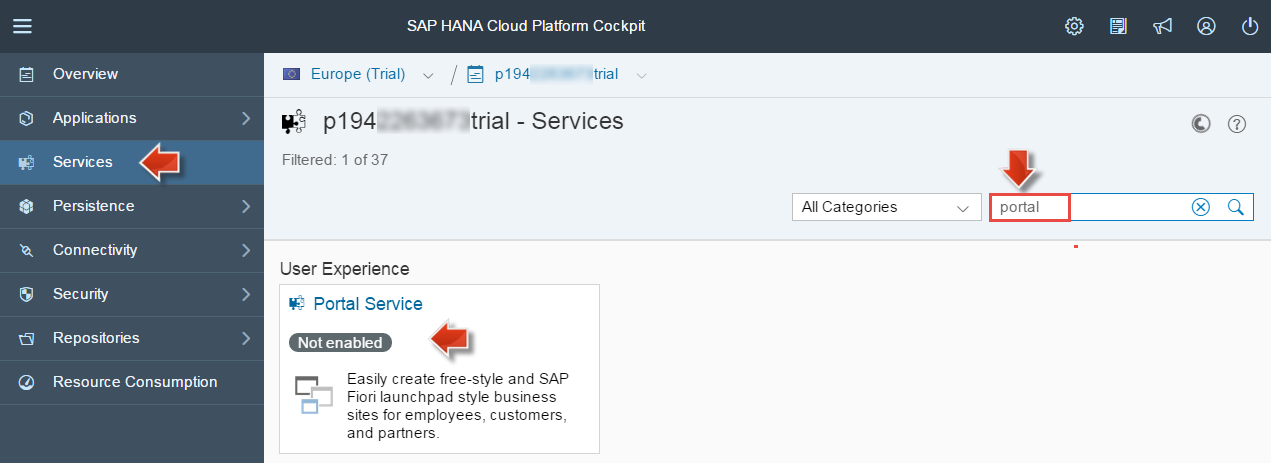 SAP HANA Cloud Platform Cockpit
Overview
Applications
Services
Persistence
Connectivity
Security
Repositories
Resource Consumption
Europe (Trial) / p194 trial
p194 trial - Services
Filtered: 1 of 37
All Categories
portal
User Experience
Portal Service
Not enabled
Easily create free-style and SAP
Fiori launchpad style business
sites for employees, customers,
and partners.